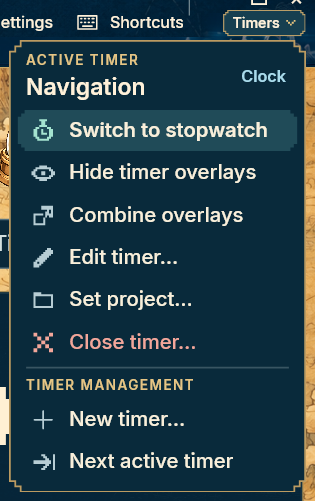 ettings
Shortcuts
Timers
ACTIVE TIMER
Navigation
Clock
Switch to stopwatch
Hide timer overlays
Combine overlays
Edit timer...
Set project...
Close timer...
TIMER MANAGEMENT
New timer...
Next active timer